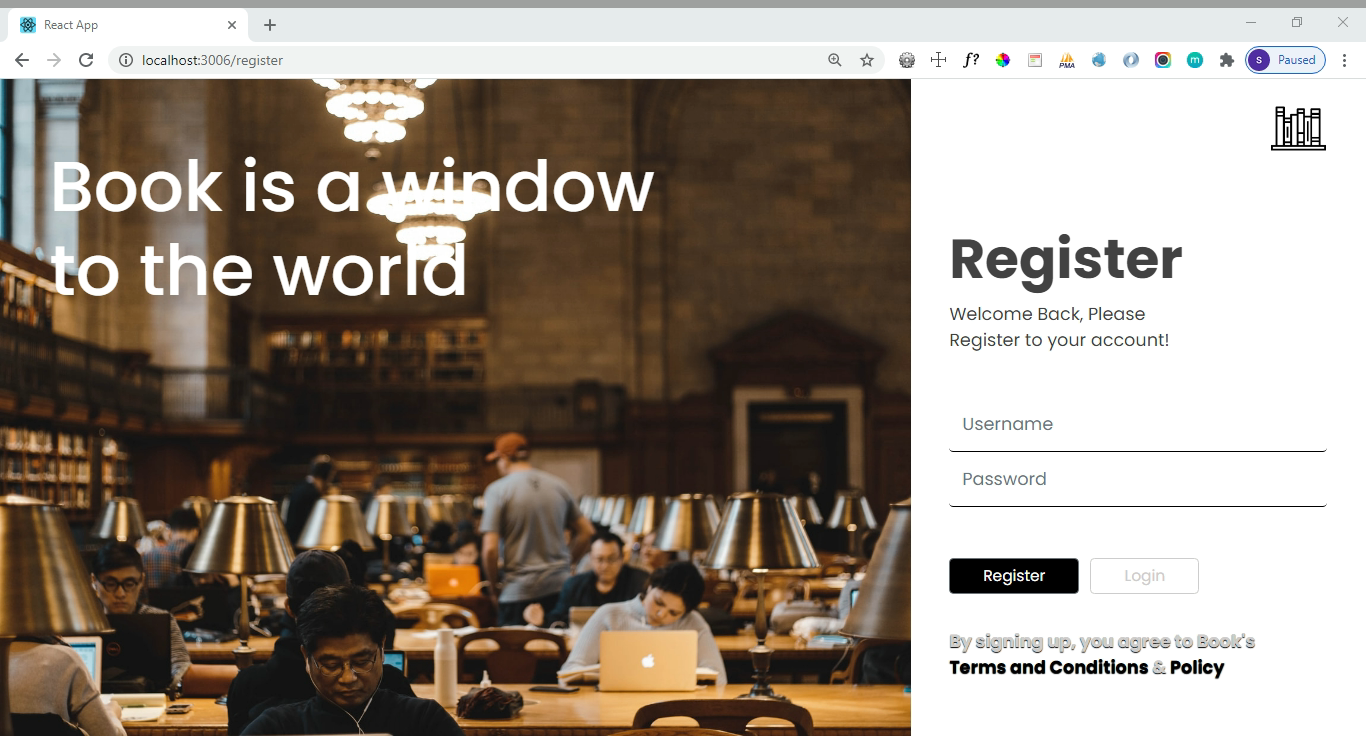 React App
localhost:3006/register
f?
PMA
m
S
Paused
Book is a window
to the world
Register
Welcome Back, Please
Register to your account!
Username
Password
Register
Login
By signing up, you agree to Book's
Terms and Conditions & Policy